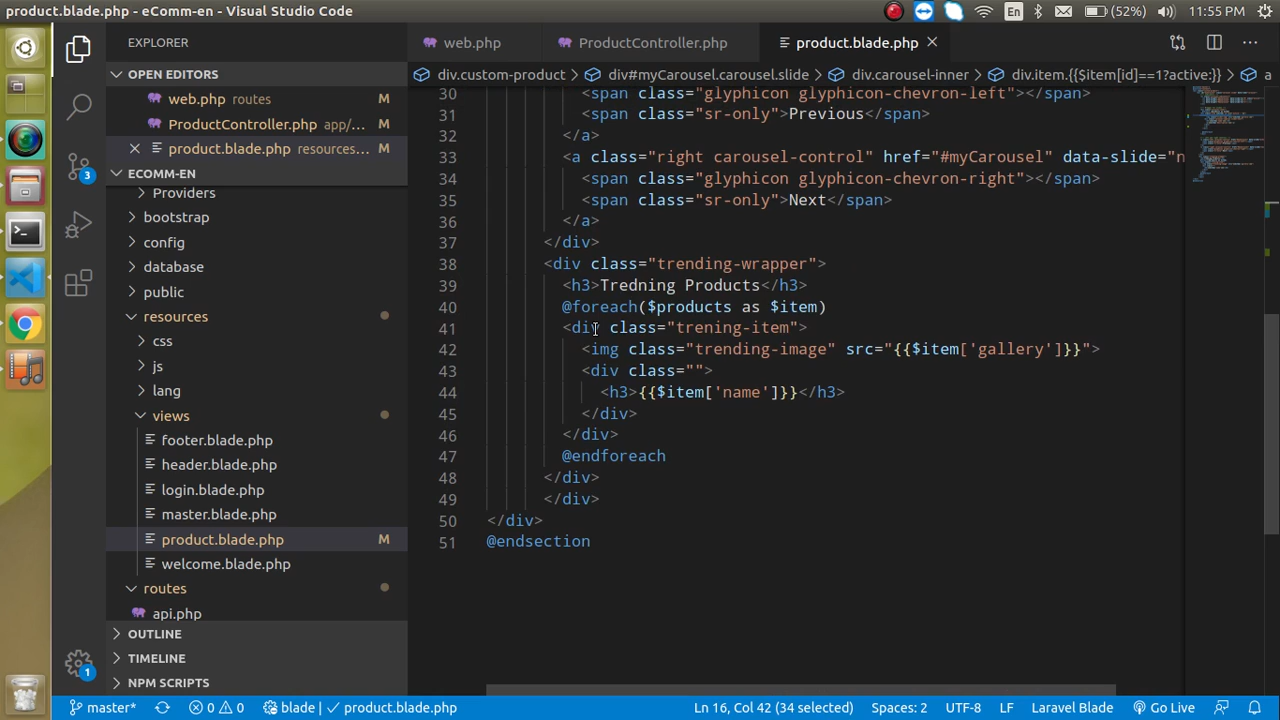 product.blade.php - eComm-en - Visual Studio Code
En
(52%)
11:55 PM
EXPLORER
OPEN EDITORS
web.php routes M
ProductController.php app/... M
product.blade.php resources... M
ECOMM-EN
Providers
bootstrap
config
database
public
resources
css
js
lang
views
footer.blade.php
header.blade.php
login.blade.php
master.blade.php
product.blade.php M
welcome.blade.php
routes
api.php
OUTLINE
TIMELINE
NPM SCRIPTS
3
1
web.php
ProductController.php
product.blade.php
div.custom-product > div#myCarousel.carousel.slide > div.carousel-inner > div.item.{{$item[id]==1?active:}} > a
30 <span class="glyphicon glyphicon-chevron-left"></span>
31 <span class="sr-only">Previous</span>
32 </a>
33 <a class="right carousel-control" href="#myCarousel" data-slide="n
34 <span class="glyphicon glyphicon-chevron-right"></span>
35 <span class="sr-only">Next</span>
36 </a>
37 </div>
38 <div class="trending-wrapper">
39 <h3>Tredning Products</h3>
40 @foreach($products as $item)
41 <div class="trening-item">
42 <img class="trending-image" src="{{$item['gallery']}}">
43 <div class="">
44 <h3>{{$item['name']}}</h3>
45 </div>
46 </div>
47 @endforeach
48 </div>
49 </div>
50 </div>
51 @endsection
master*
0
0
blade
product.blade.php
Ln 16, Col 42 (34 selected)
Spaces: 2
UTF-8
LF
Laravel Blade
Go Live